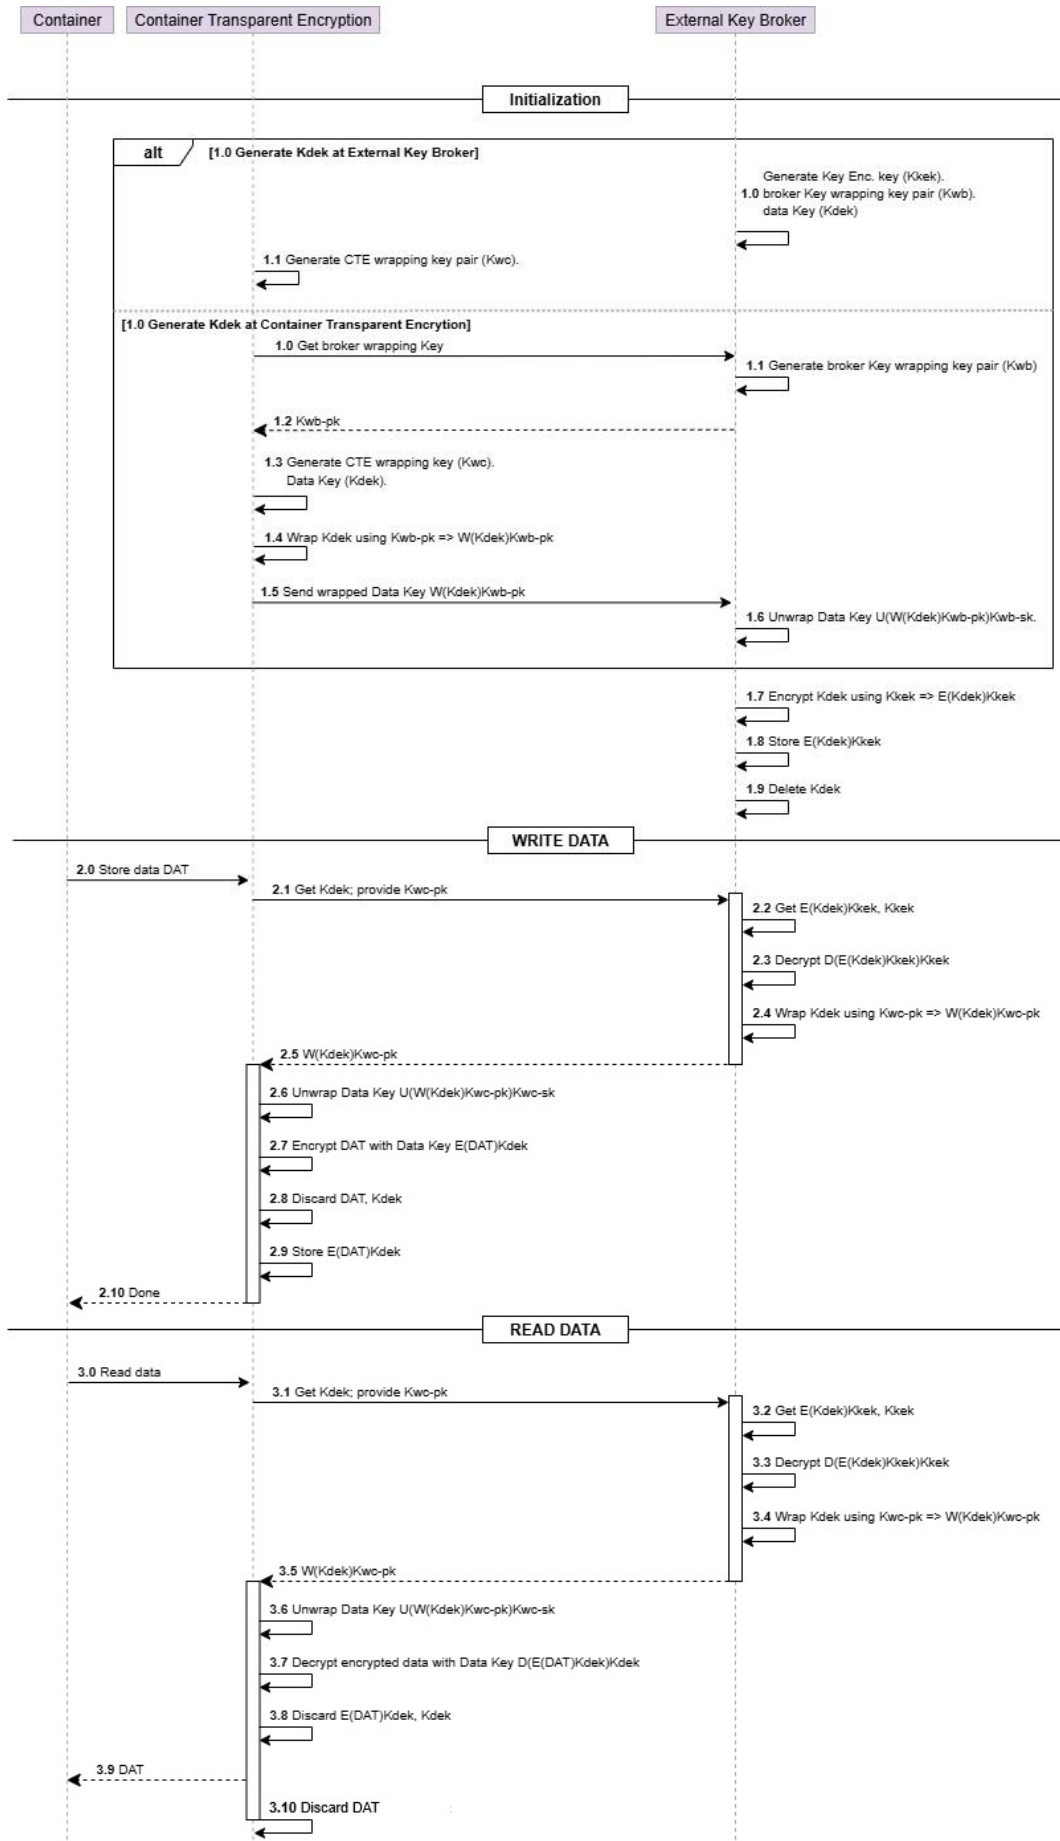 Container
Container Transparent Encryption
External Key Broker
Initialization
alt
[1.0 Generate Kdek at External Key Broker]
Generate Key Enc. key (Kkek).
1.0 broker Key wrapping key pair (Kwb).
data Key (Kdek)
1.1 Generate CTE wrapping key pair (Kwc).
[1.0 Generate Kdek at Container Transparent Encrytion]
1.0 Get broker wrapping Key
1.1 Generate broker Key wrapping key pair (Kwb)
1.2 Kwb-pk
1.3 Generate CTE wrapping key (Kwc).
Data Key (Kdek).
1.4 Wrap Kdek using Kwb-pk => W(Kdek)Kwb-pk
1.5 Send wrapped Data Key W(Kdek)Kwb-pk
1.6 Unwrap Data Key U(W(Kdek)Kwb-pk)Kwb-sk.
1.7 Encrypt Kdek using Kkek => E(Kdek)Kkek
1.8 Store E(Kdek)Kkek
1.9 Delete Kdek
WRITE DATA
2.0 Store data DAT
2.1 Get Kdek; provide Kwc-pk
2.2 Get E(Kdek)Kkek, Kkek
2.3 Decrypt D(E(Kdek)Kkek)Kkek
2.4 Wrap Kdek using Kwc-pk => W(Kdek)Kwc-pk
2.5 W(Kdek)Kwc-pk
2.6 Unwrap Data Key U(W(Kdek)Kwc-pk)Kwc-sk
2.7 Encrypt DAT with Data Key E(DAT)Kdek
2.8 Discard DAT, Kdek
2.9 Store E(DAT)Kdek
2.10 Done
READ DATA
3.0 Read data
3.1 Get Kdek; provide Kwc-pk
3.2 Get E(Kdek)Kkek, Kkek
3.3 Decrypt D(E(Kdek)Kkek)Kkek
3.4 Wrap Kdek using Kwc-pk => W(Kdek)Kwc-pk
3.5 W(Kdek)Kwc-pk
3.6 Unwrap Data Key U(W(Kdek)Kwc-pk)Kwc-sk
3.7 Decrypt encrypted data with Data Key D(E(DAT)Kdek)Kdek
3.8 Discard E(DAT)Kdek, Kdek
3.9 DAT
3.10 Discard DAT